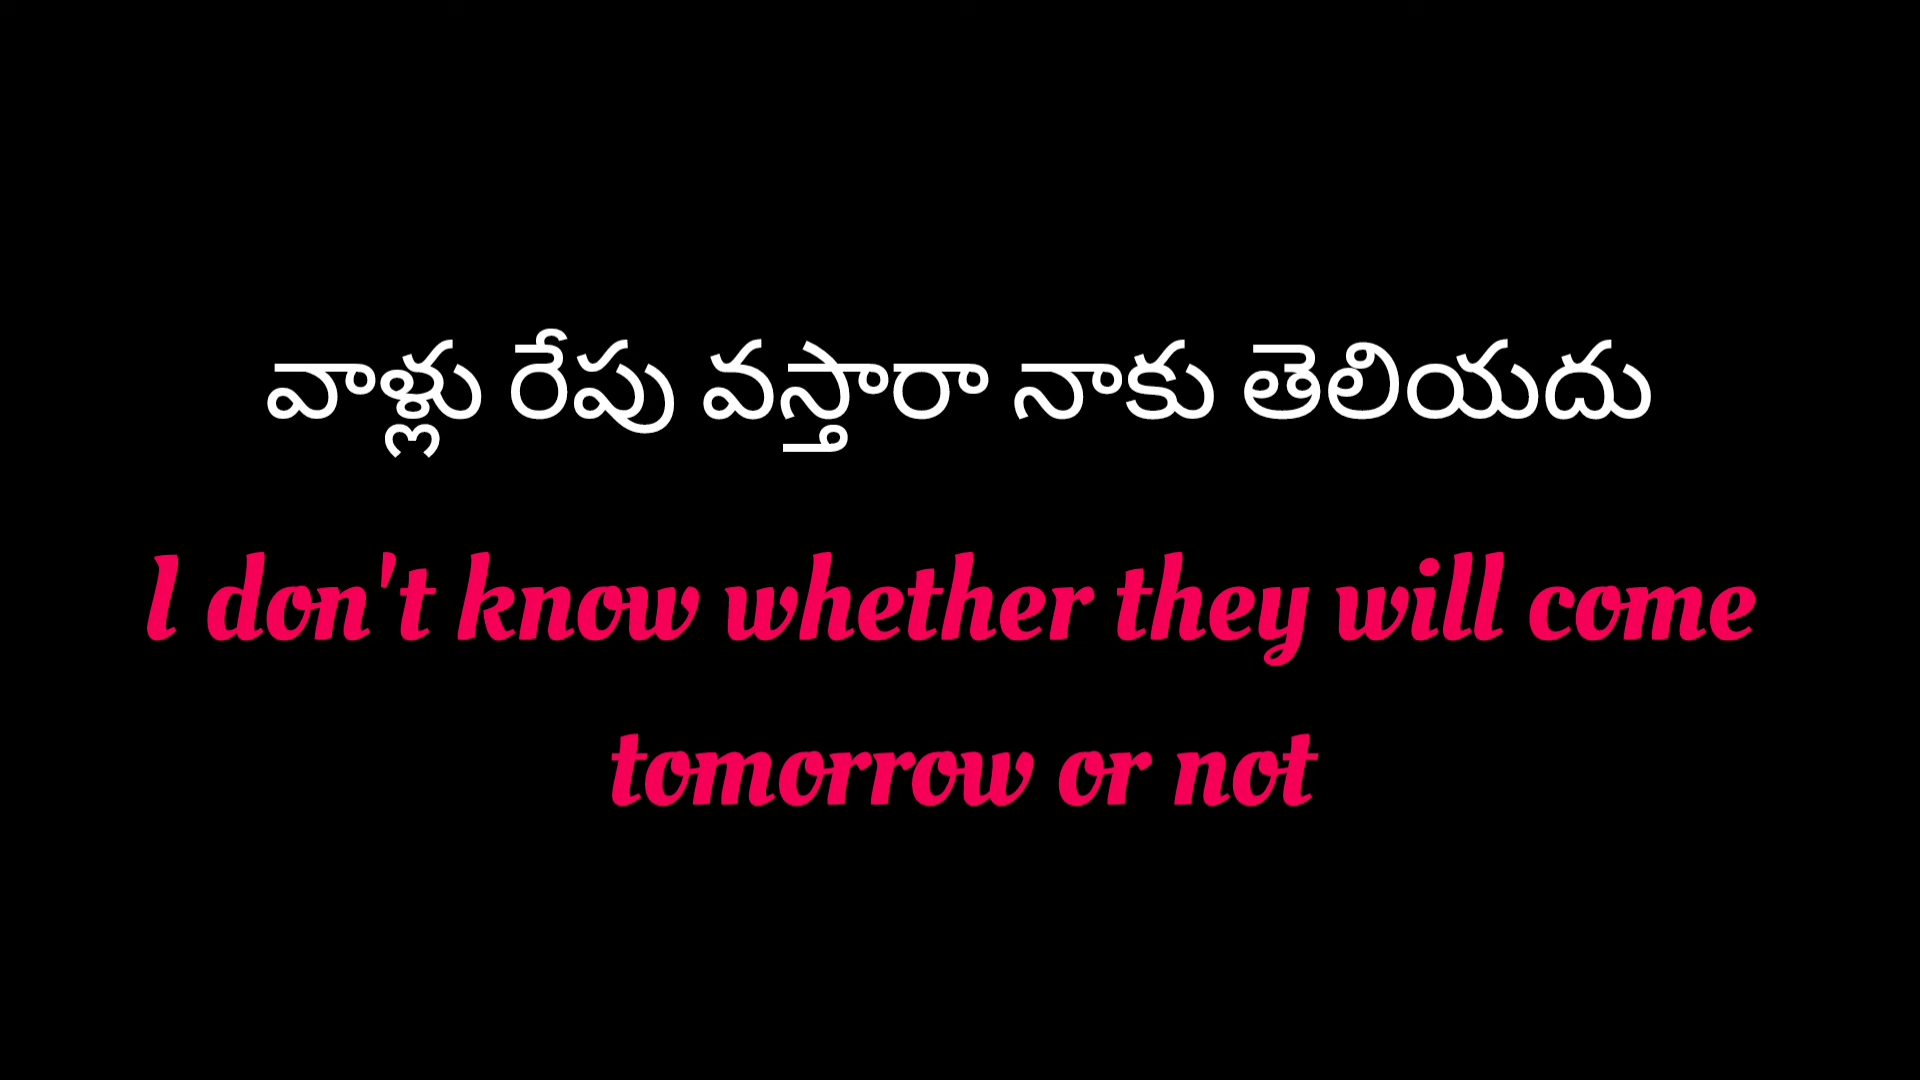 వాళ్లు రేపు వస్తారా నాకు తెలియదు
I don't know whether they will come
tomorrow or not